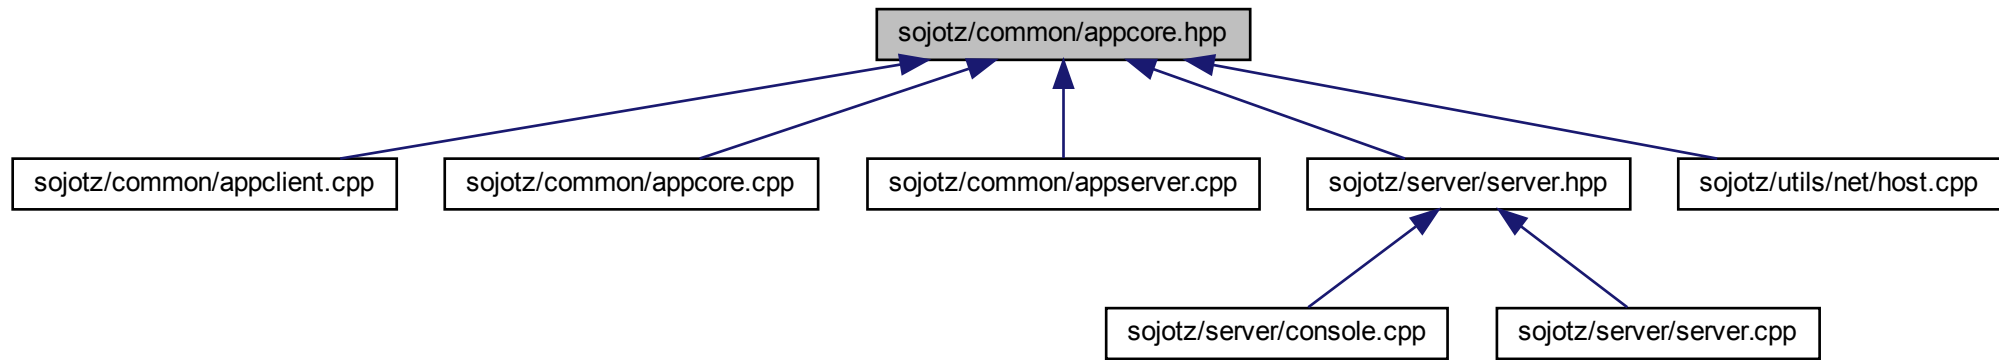 sojotz/common/appcore.hpp
sojotz/common/appclient.cpp
sojotz/common/appcore.cpp
sojotz/common/appserver.cpp
sojotz/server/server.hpp
sojotz/utils/net/host.cpp
sojotz/server/console.cpp
sojotz/server/server.cpp